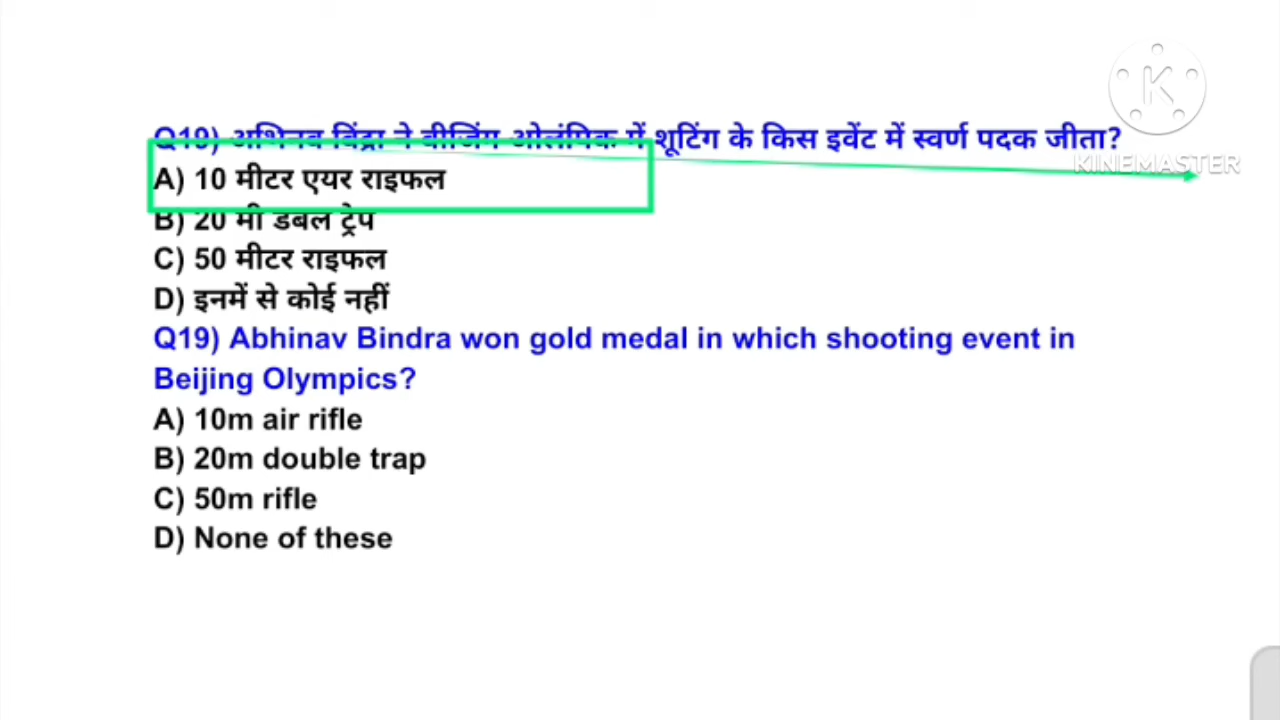 Q19) अभिनव बिंद्रा ने बीजिंग ओलंपिक में शूटिंग के किस इवेंट में स्वर्ण पदक जीता?
KINEMASTER
A) 10 मीटर एयर राइफल
B) 20 मी डबल ट्रेप
C) 50 मीटर राइफल
D) इनमें से कोई नहीं
Q19) Abhinav Bindra won gold medal in which shooting event in
Beijing Olympics?
A) 10m air rifle
B) 20m double trap
C) 50m rifle
D) None of these